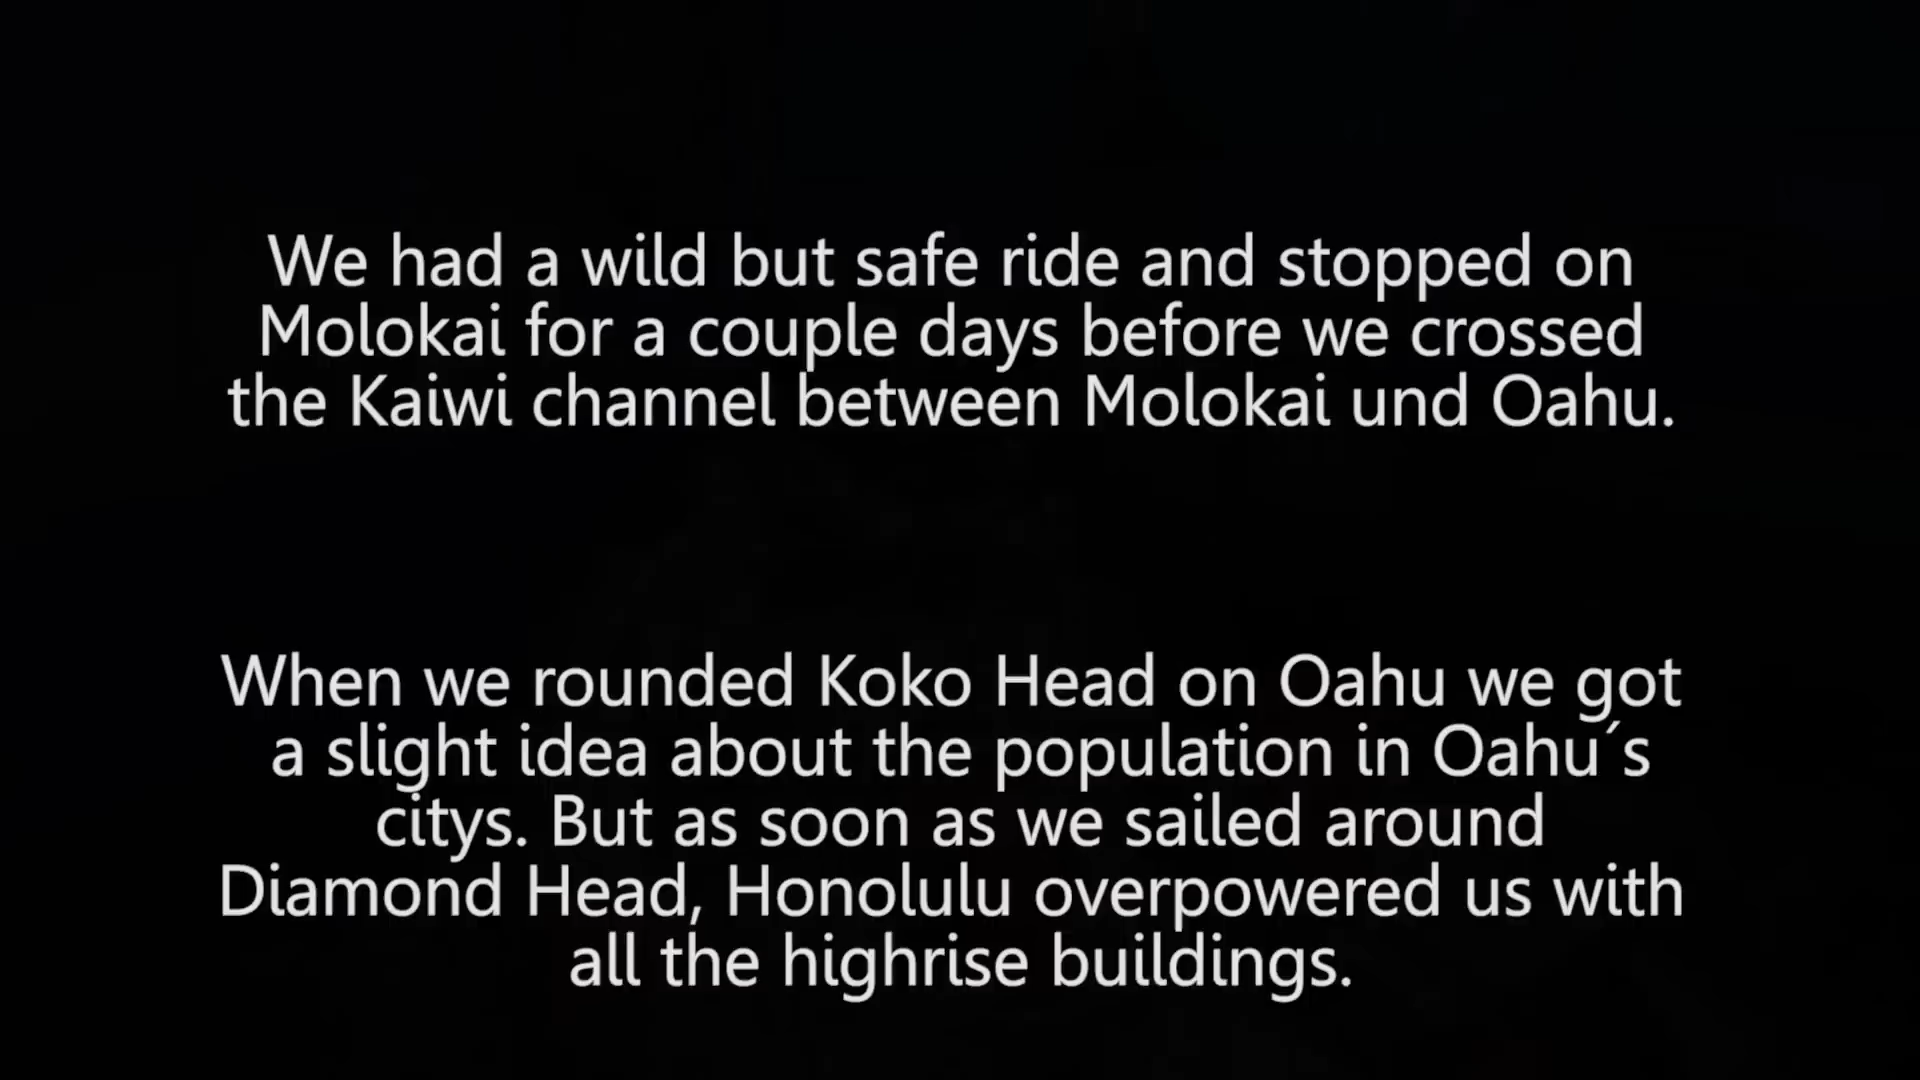 We had a wild but safe ride and stopped on
Molokai for a couple days before we crossed
the Kaiwi channel between Molokai und Oahu.
When we rounded Koko Head on Oahu we got
a slight idea about the population in Oahu´s
citys. But as soon as we sailed around
Diamond Head, Honolulu overpowered us with
all the highrise buildings.